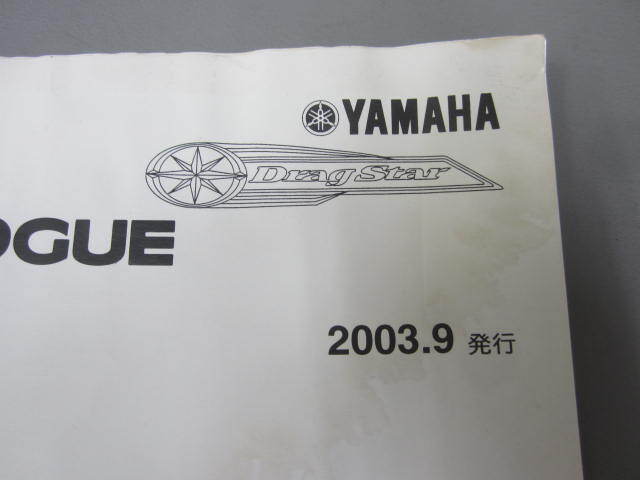 YAMAHA
Drag Star
OGUE
2003.9 発行